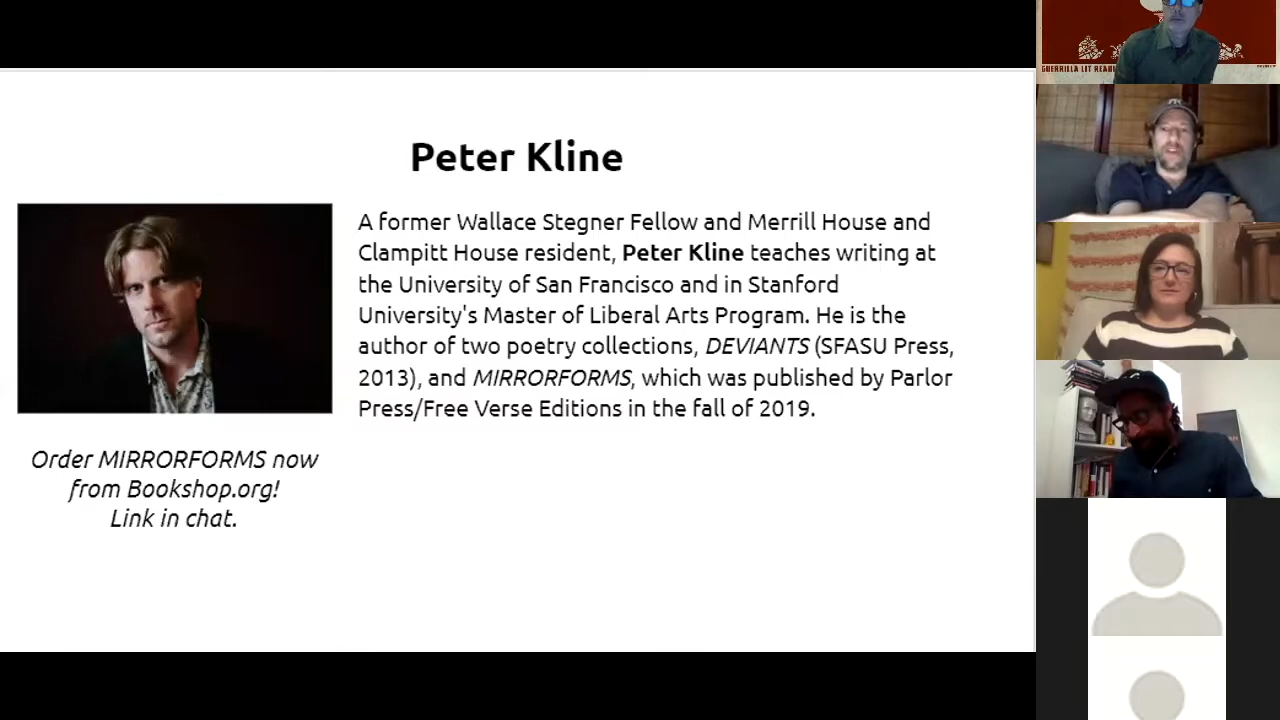 Peter Kline
A former Wallace Stegner Fellow and Merrill House and
Clampitt House resident, Peter Kline teaches writing at
the University of San Francisco and in Stanford
University's Master of Liberal Arts Program. He is the
author of two poetry collections, DEVIANTS (SFASU Press,
2013), and MIRRORFORMS, which was published by Parlor
Press/Free Verse Editions in the fall of 2019.
Order MIRRORFORMS now
from Bookshop.org!
Link in chat.
GUERRILLA LIT